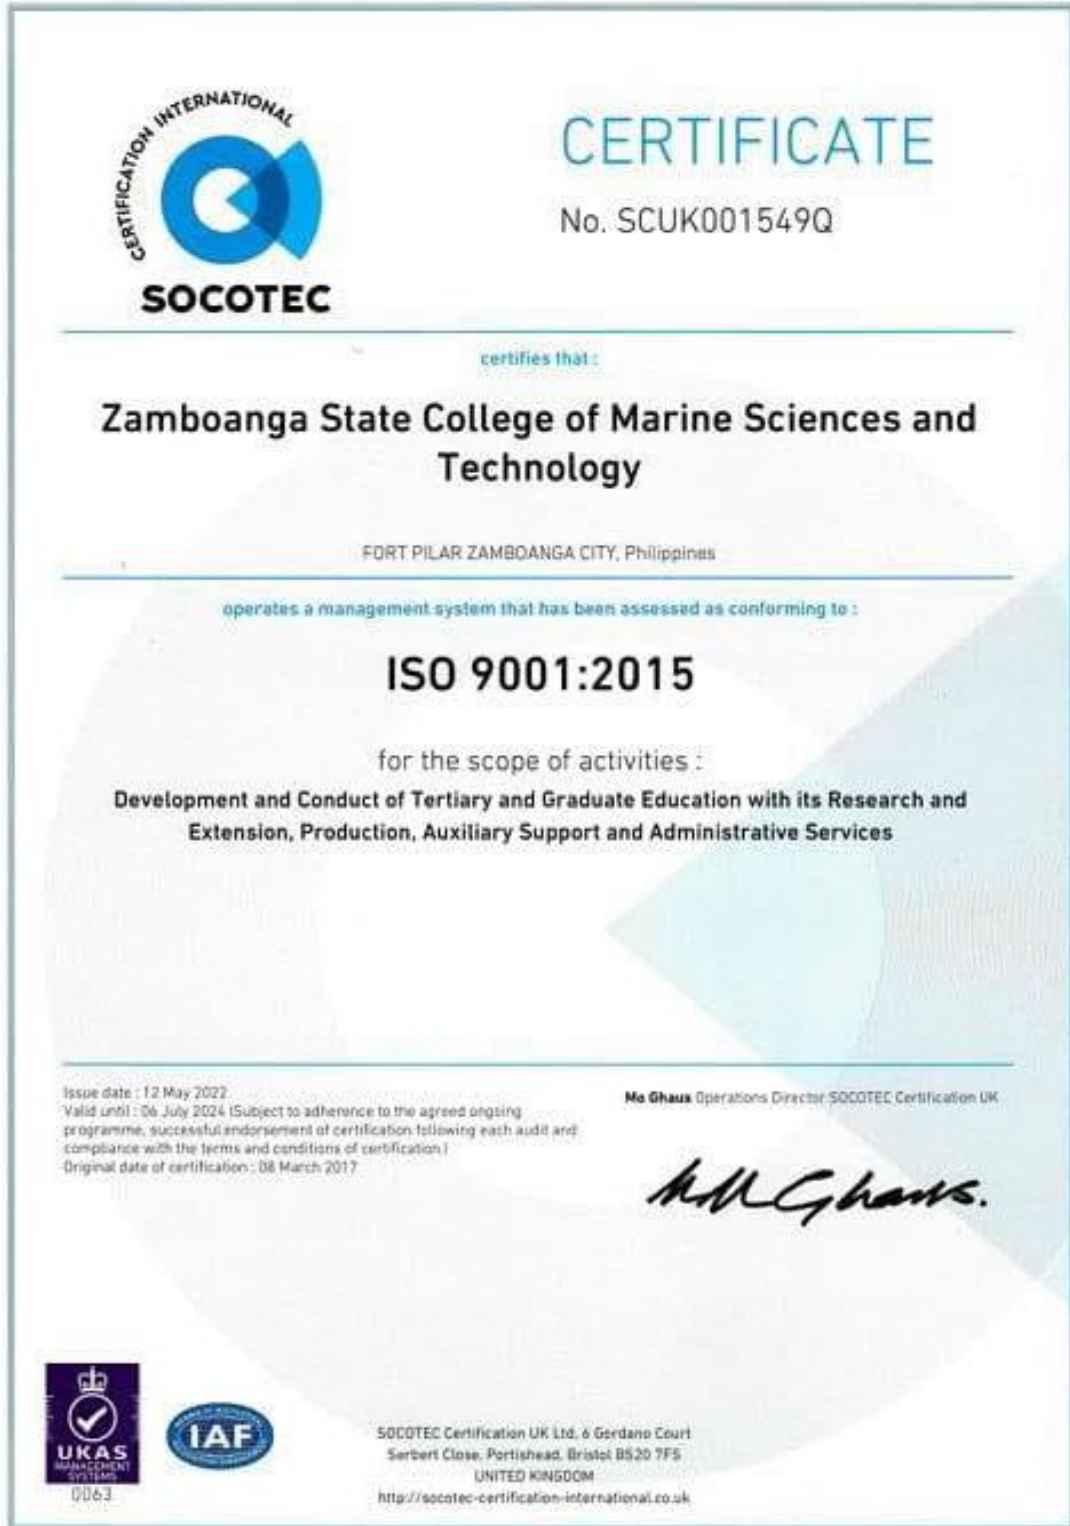 CERTIFICATION INTERNATIONAL
SOCOTEC
CERTIFICATE
No. SCUK001549Q
certifies that :
Zamboanga State College of Marine Sciences and
Technology
FORT PILAR ZAMBOANGA CITY, Philippines
operates a management system that has been assessed as conforming to :
ISO 9001:2015
for the scope of activities :
Development and Conduct of Tertiary and Graduate Education with its Research and
Extension, Production, Auxiliary Support and Administrative Services
Issue date : 12 May 2022
Valid until : 06 July 2024 (Subject to adherence to the agreed ongoing
programme, successful endorsement of certification following each audit and
compliance with the terms and conditions of certification.)
Original date of certification : 08 March 2017
Mo Ghaus Operations Director SOCOTEC Certification UK
UKAS
MANAGEMENT
SYSTEMS
0063
IAF
SOCOTEC Certification UK Ltd, 6 Gordano Court
Serbert Close, Portishead, Bristol BS20 7FS
UNITED KINGDOM
http://socotec-certification-international.co.uk